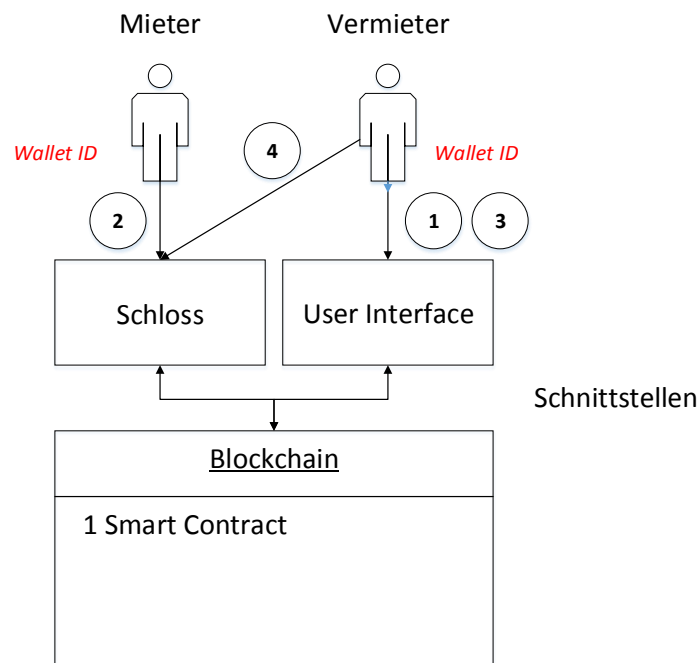 Mieter
Vermieter
Wallet ID
4
Wallet ID
2
1
3
Schloss
User Interface
Schnittstellen
Blockchain
1 Smart Contract